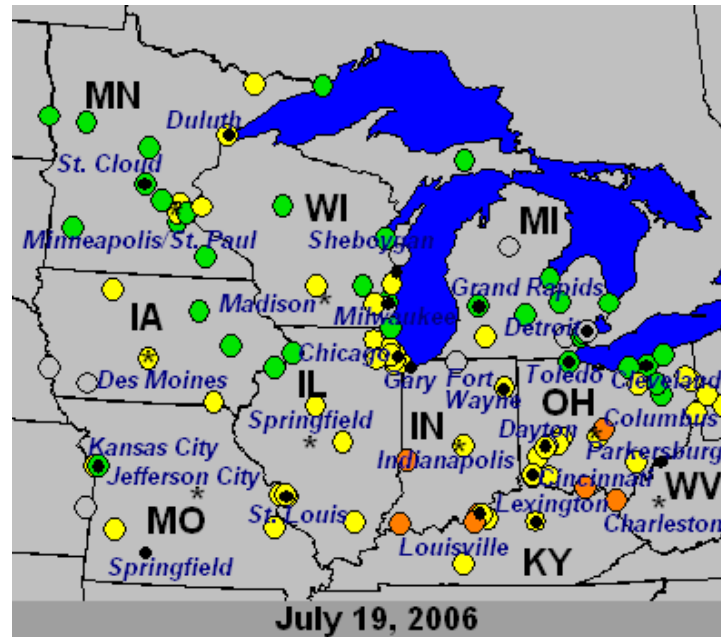 MN
Duluth
St. Cloud
WI
MI
Minneapolis/St. Paul
Sheboygan
Grand Rapids
Madison
Milwaukee
IA
Detroit
Chicago
Toledo
Cleveland
Des Moines
Gary
Fort
Wayne
IL
OH
Springfield
IN
Columbus
Dayton
Kansas City
Indianapolis
Parkersburg
Jefferson City
Cincinnati
WV
St. Louis
Lexington
MO
Charleston
Louisville
Springfield
KY
July 19, 2006